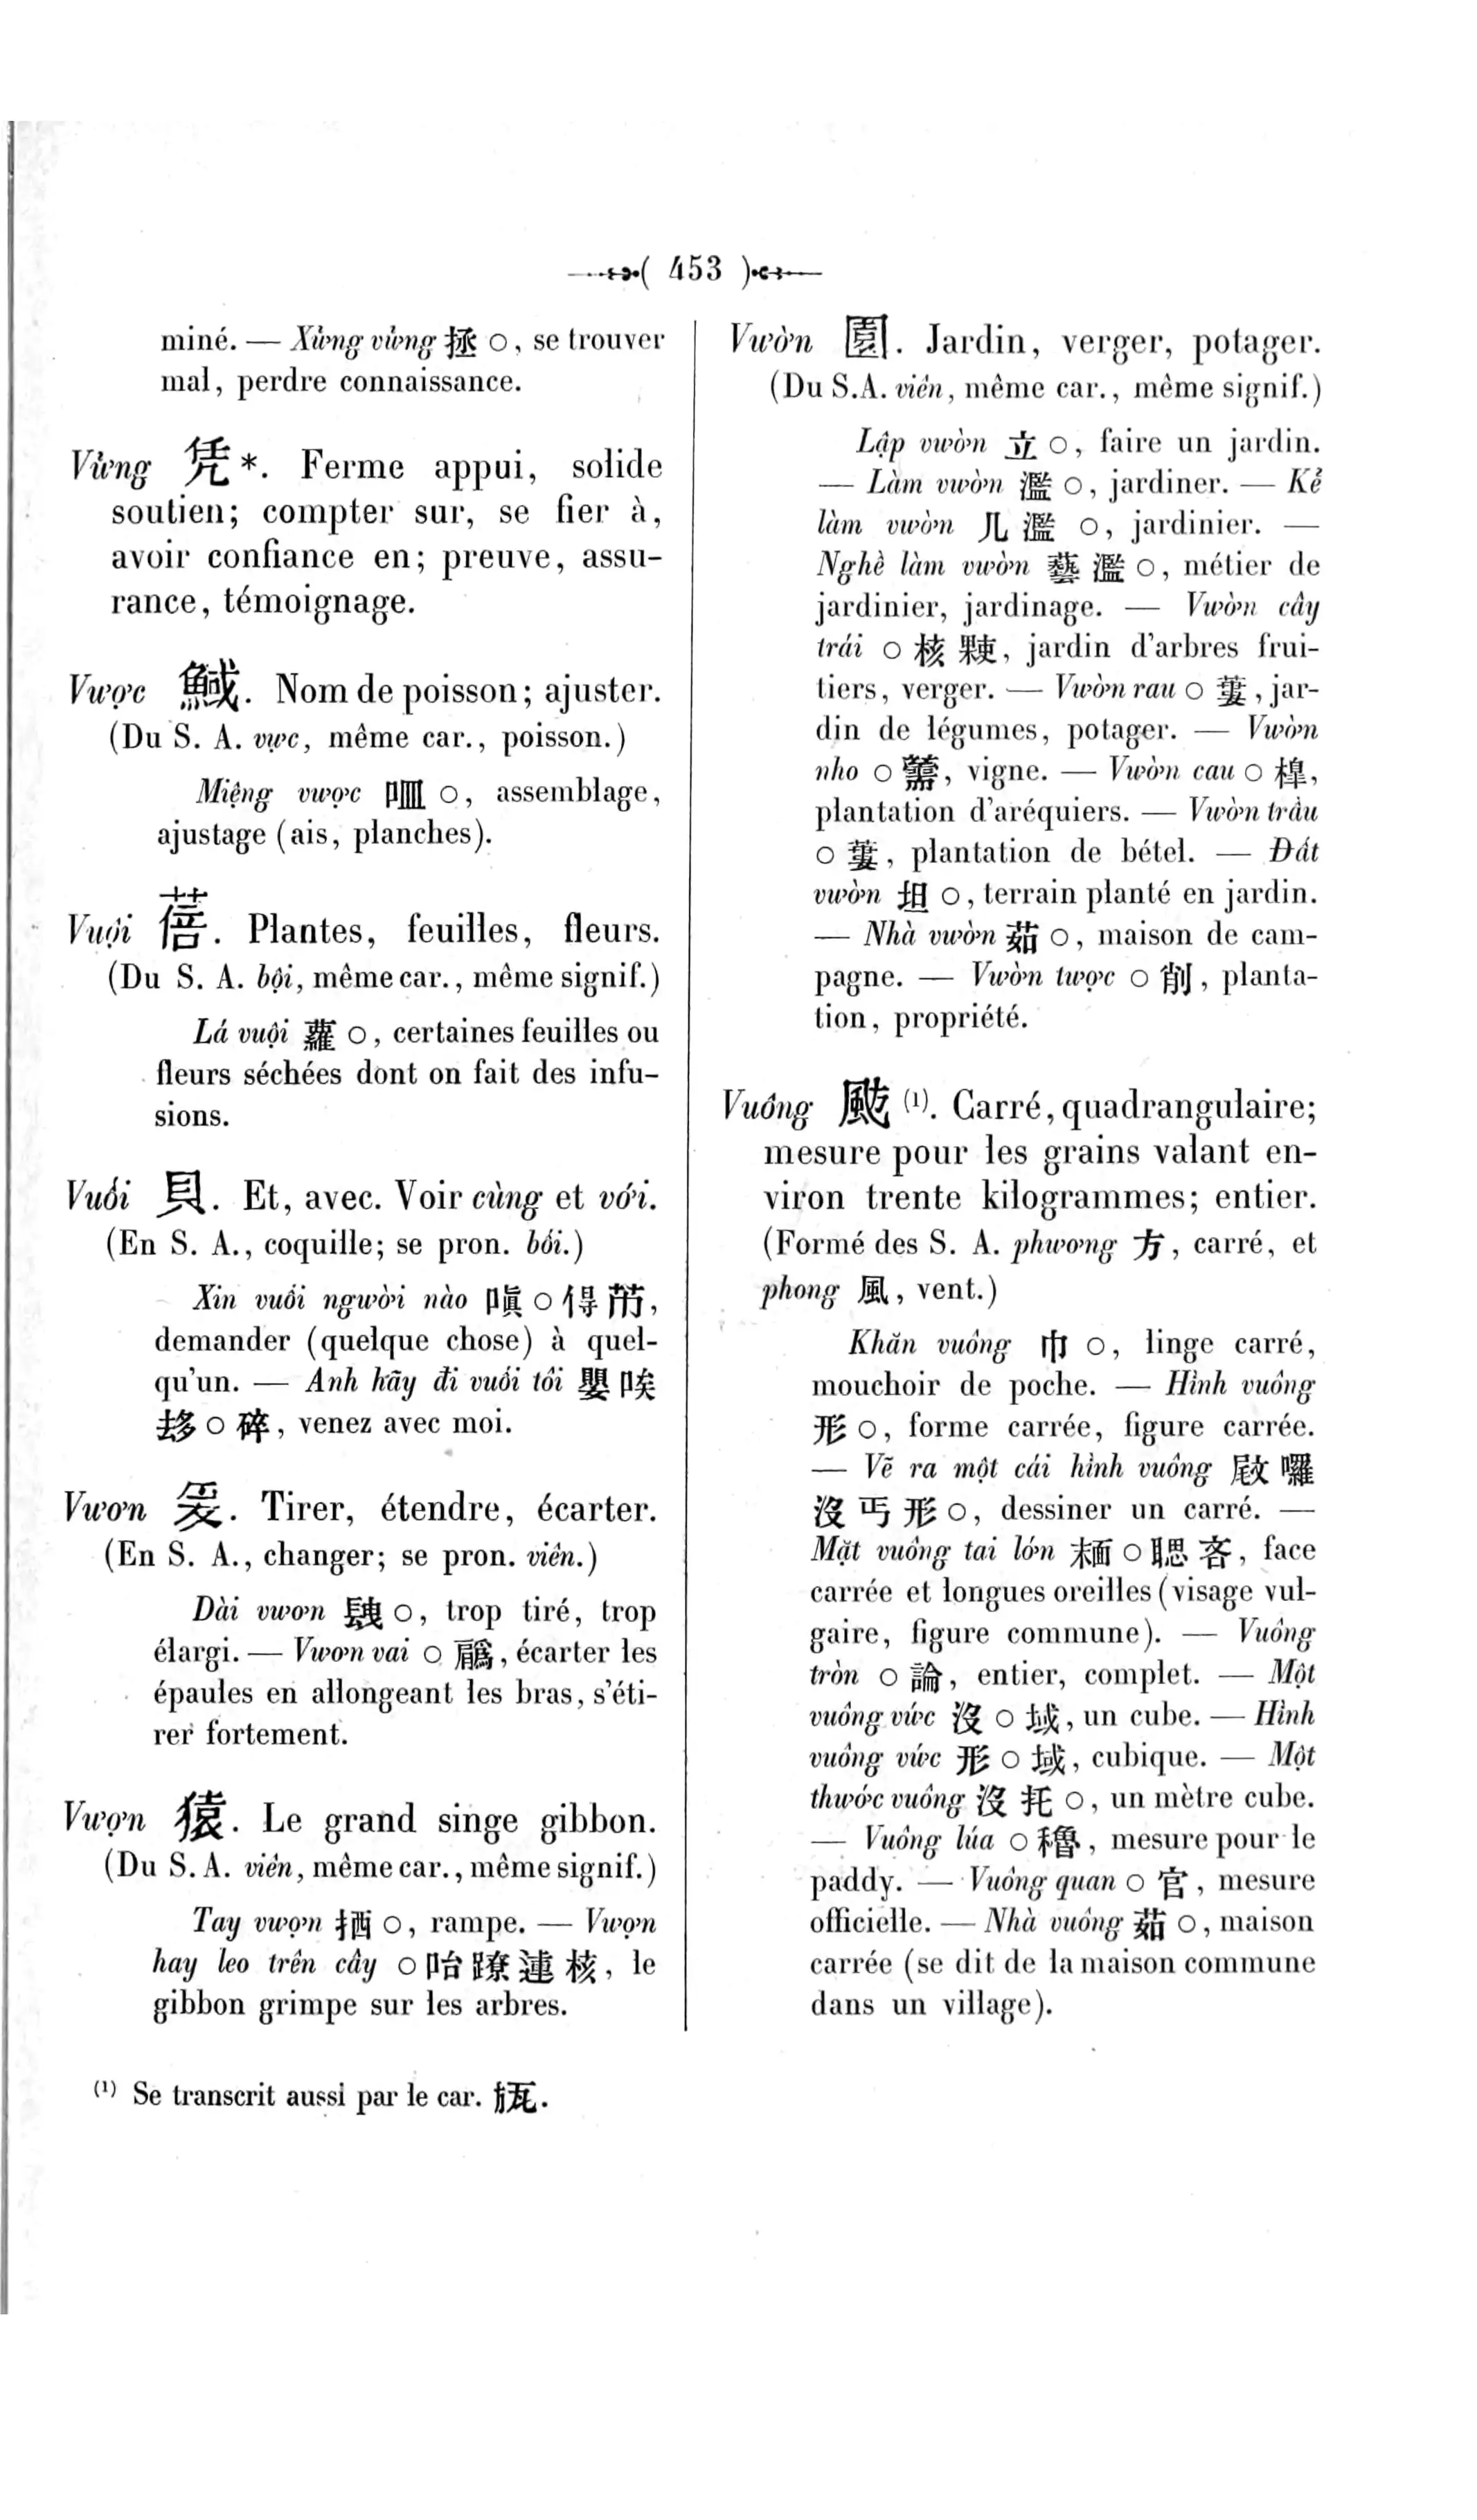 ( 453 )
miné. — Xửng vửng 拯 ○, se trouver
mal, perdre connaissance.
Vừng 凭 *. Ferme appui, solide
soutien; compter sur, se fier à,
avoir confiance en; preuve, assu-
rance, témoignage.
Vược 魊. Nom de poisson; ajuster.
(Du S. A. vực, même car., poisson.)
Miệng vược 𠰘 ○, assemblage,
ajustage (ais, planches).
Vuội 蓓. Plantes, feuilles, fleurs.
(Du S. A. bội, même car., même signif.)
Lá vuội 蘿 ○, certaines feuilles ou
fleurs séchées dont on fait des infu-
sions.
Vuối 貝. Et, avec. Voir cùng et với.
(En S. A., coquille; se pron. bối.)
Xin vuối người nào 嗔 ○ 得 芇,
demander (quelque chose) à quel-
qu'un. — Anh hãy đi vuối tôi 嬰 唉
𠫾 ○ 碎, venez avec moi.
Vươn 爰. Tirer, étendre, écarter.
(En S. A., changer; se pron. viên.)
Dài vươn ○, trop tiré, trop
élargi. — Vươn vai ○, écarter les
épaules en allongeant les bras, s'éti-
rer fortement.
Vượn 猿. Le grand singe gibbon.
(Du S. A. viên, même car., même signif.)
Tay vượn 拪 ○, rampe. — Vượn
hay leo trên cây ○ 咍 蹽 蓮 核, le
gibbon grimpe sur les arbres.
(1) Se transcrit aussi par le car.
Vườn 園. Jardin, verger, potager.
(Du S.A. viên, même car., même signif.)
Lập vườn 立 ○, faire un jardin.
— Làm vườn 濫 ○, jardiner. — Kẻ
làm vườn 几 濫 ○, jardinier. —
Nghề làm vườn 藝 濫 ○, métier de
jardinier, jardinage. — Vườn cây
trái ○ 核 𣛤, jardin d'arbres frui-
tiers, verger. — Vườn rau ○ 蔞, jar-
din de légumes, potager. — Vườn
nho ○, vigne. — Vườn cau ○ 槔,
plantation d'aréquiers. — Vườn trầu
○ 蔞, plantation de bétel. — Đất
vườn 坦 ○, terrain planté en jardin.
— Nhà vườn 茹 ○, maison de cam-
pagne. — Vườn tược ○ 削, planta-
tion, propriété.
Vuông (1). Carré, quadrangulaire;
mesure pour les grains valant en-
viron trente kilogrammes; entier.
(Formé des S. A. phương 方, carré, et
phong 風, vent.)
Khăn vuông 巾 ○, linge carré,
mouchoir de poche. — Hình vuông
形 ○, forme carrée, figure carrée.
— Vẽ ra một cái hình vuông 囉
沒 丐 形 ○, dessiner un carré. —
Mặt vuông tai lớn 𩈘 ○ 聰 吝, face
carrée et longues oreilles (visage vul-
gaire, figure commune). — Vuông
tròn ○ 論, entier, complet. — Một
vuông vức 沒 ○ 域, un cube. — Hình
vuông vức 形 ○ 域, cubique. — Một
thước vuông 沒 托 ○, un mètre cube.
— Vuông lúa ○ 穭, mesure pour le
paddy. — Vuông quan ○ 官, mesure
officielle. — Nhà vuông 茹 ○, maison
carrée (se dit de la maison commune
dans un village).